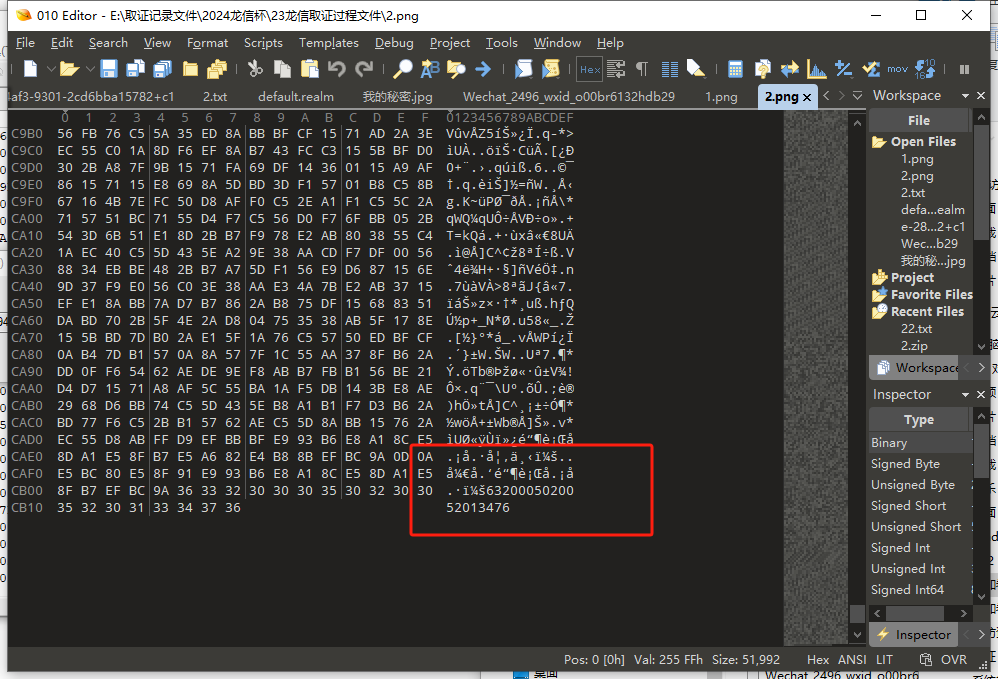 010 Editor - E:\取证记录文件\2024龙信杯\23龙信取证过程文件\2.png
File Edit Search View Format Scripts Templates Debug Project Tools Window Help
Hex
mov
4af3-9301-2cd6bba15782+c1 2.txt default.realm 我的秘密.jpg Wechat_2496_wxid_o00br6132hdb29 1.png 2.png
0 1 2 3 4 5 6 7 8 9 A B C D E F 0123456789ABCDEF
C9B0 56 FB 76 C5 5A 35 ED 8A BB BF CF 15 71 AD 2A 3E VûvÅZ5íŠ»¿Ï.q-*>
C9C0 EC 55 C0 1A 8D F6 EF 8A B7 43 FC C3 15 5B BF D0 ìUÀ..öïŠ·CüÃ.[¿Ð
C9D0 30 2B A8 7F 9B 15 71 FA 69 DF 14 36 01 15 A9 AF 0+¨.›.qúiß.6..©¯
C9E0 86 15 71 15 E8 69 8A 5D BD 3D F1 57 01 B8 C5 8B †.q.èiŠ]½=ñW.¸Å‹
C9F0 67 16 4B 7E FC 50 D8 AF F0 C5 2E A1 F1 C5 5C 2A g.K~üPØ¯ðÅ.¡ñÅ\*
CA00 71 57 51 BC 71 55 D4 F7 C5 56 D0 F7 6F BB 05 2B qWQ¼qUÔ÷ÅVÐ÷o».+
CA10 54 3D 6B 51 E1 8D 2B B7 F9 78 E2 AB 80 38 55 C4 T=kQá.+·ùxâ«€8UÄ
CA20 1A EC 40 C5 5D 43 5E A2 9E 38 AA CD F7 DF 00 56 .ì@Å]C^¢ž8ªÍ÷ß.V
CA30 88 34 EB BE 48 2B B7 A7 5D F1 56 E9 D6 87 15 6E ˆ4ë¾H+·§]ñVéÖ‡.n
CA40 9D 37 F9 E0 56 C0 3E 38 AA E3 4A 7B E2 AB 37 15 .7ùàVÀ>8ªãJ{â«7.
CA50 EF E1 8A BB 7A D7 B7 86 2A B8 75 DF 15 68 83 51 ïáŠ»z×·†*¸uß.hƒQ
CA60 DA BD 70 2B 5F 4E 2A D8 04 75 35 38 AB 5F 17 8E Ú½p+_N*Ø.u58«_.Ž
CA70 15 5B BD 7D B0 2A E1 5F 1A 76 C5 57 50 ED BF CF .[½}°*á_.vÅWPí¿Ï
CA80 0A B4 7D B1 57 0A 8A 57 7F 1C 55 AA 37 8F B6 2A .´}±W.ŠW..Uª7.¶*
CA90 DD 0F F6 54 62 AE DE 9E F8 AB B7 FB B1 56 BE 21 Ý.öTb®Þžø«·û±V¾!
CAA0 D4 D7 15 71 A8 AF 5C 55 BA 1A F5 DB 14 3B E8 AE Ô×.q¨¯\Uº.õÛ.;è®
CAB0 29 68 D6 BB 74 C5 5D 43 5E B8 A1 B1 F7 D3 B6 2A )hÖ»tÅ]C^¸¡±÷Ó¶*
CAC0 BD 77 F6 C5 2B B1 57 62 AE C5 5D 8A BB 15 76 2A ½wöÅ+±Wb®Å]Š».v*
CAD0 EC 55 D8 AB FF D9 EF BB BF E9 93 B6 E8 A1 8C E5 ìUØ«ÿÙï»¿é“¶è¡Œå
CAE0 8D A1 E5 8F B7 E5 A6 82 E4 B8 8B EF BC 9A 0D 0A .¡å.·å¦‚ä¸‹ï¼š..
CAF0 E5 BC 80 E5 8F 91 E9 93 B6 E8 A1 8C E5 8D A1 E5 å¼€å.‘é“¶è¡Œå.¡å
CB00 8F B7 EF BC 9A 36 33 32 30 30 30 35 30 32 30 30 .·ï¼š63200050200
CB10 35 32 30 31 33 34 37 36 52013476
Workspace
File
Open Files
1.png
2.png
2.txt
defa...ealm
e-28...2+c1
Wec...b29
我的秘...jpg
Project
Favorite Files
Recent Files
22.txt
2.zip
Workspace
Inspector
Type
Binary
Signed Byte
Unsigned Byte
Signed Short
Unsigned Short
Signed Int
Unsigned Int
Signed Int64
Inspector
Pos: 0 [0h] Val: 255 FFh Size: 51,992 Hex ANSI LIT OVR
桌面
Wechat_2496_wxid_o00br6